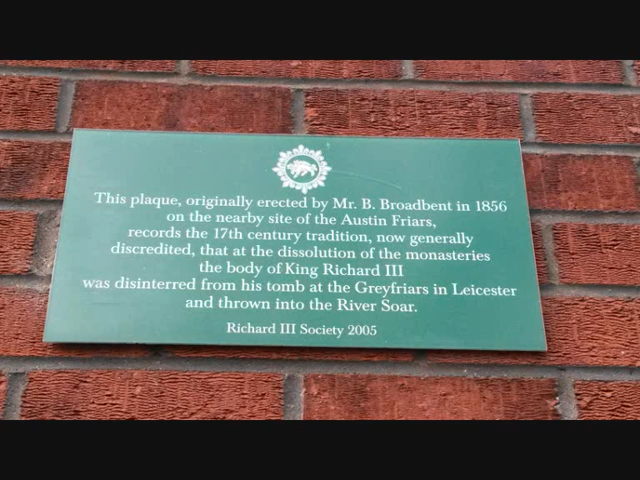 This plaque, originally erected by Mr. B. Broadbent in 1856
on the nearby site of the Austin Friars,
records the 17th century tradition, now generally
discredited, that at the dissolution of the monasteries
the body of King Richard III
was disinterred from his tomb at the Greyfriars in Leicester
and thrown into the River Soar.
Richard III Society 2005